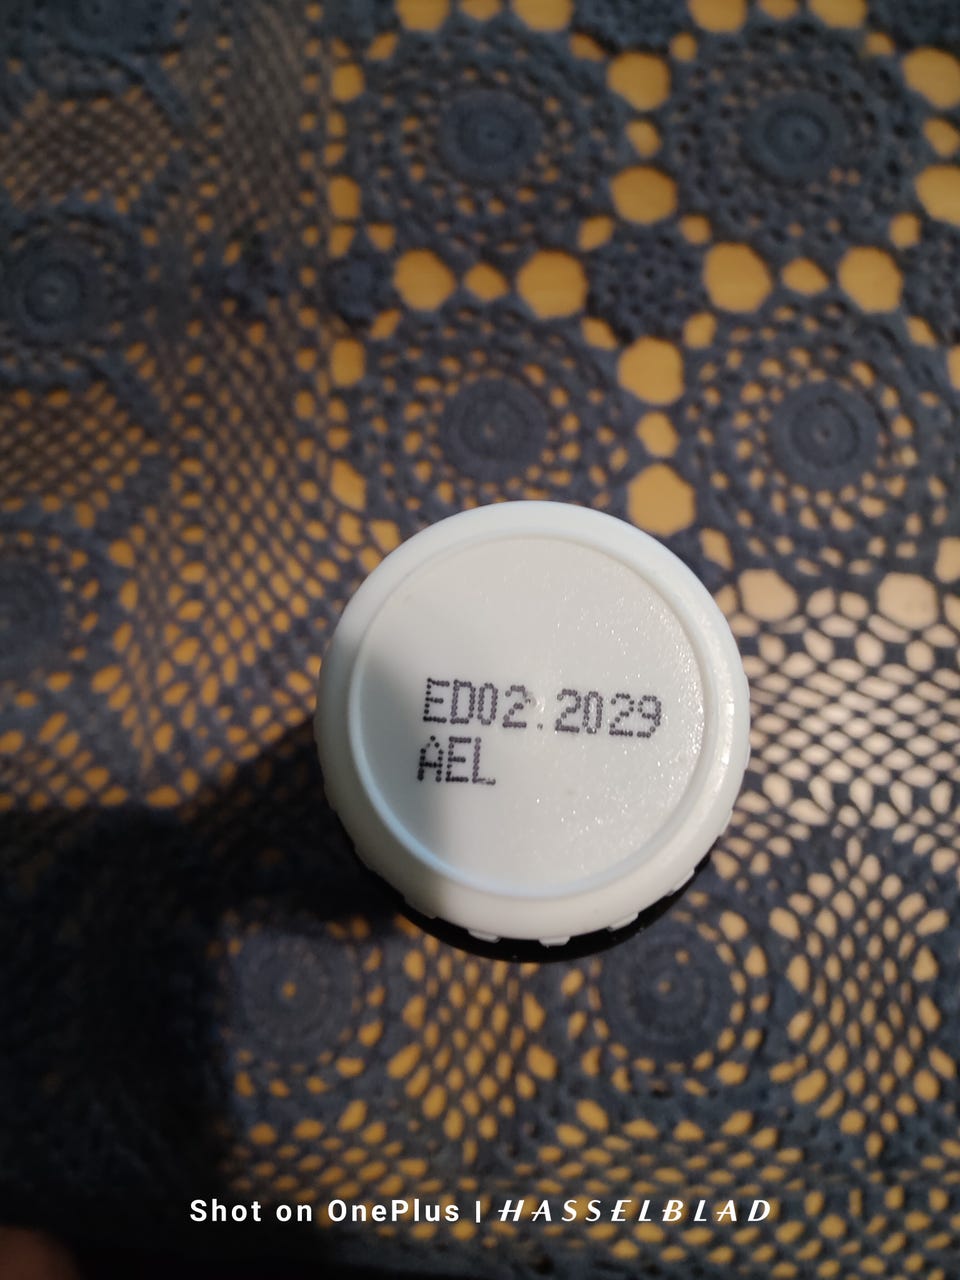 ED02.2029
AEL
Shot on OnePlus | HASSELBLAD